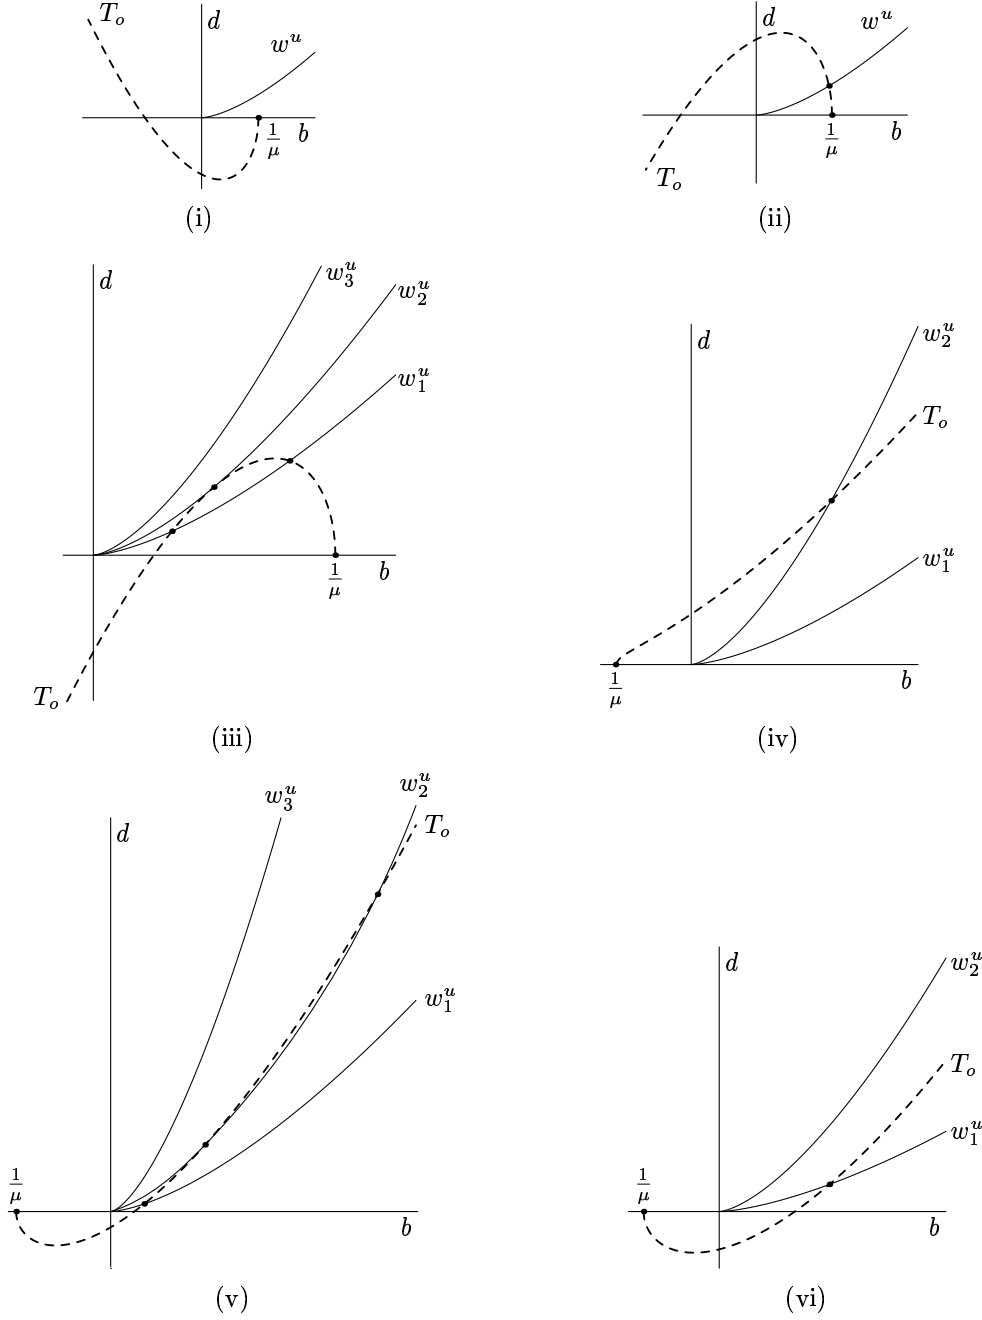 T_o d w^u
1/μ b
(i)
d w^u
1/μ b
T_o
(ii)
d w_3^u
w_2^u
w_1^u
1/μ b
T_o
(iii)
d w_2^u
T_o
w_1^u
1/μ b
(iv)
w_3^u w_2^u
d T_o
w_1^u
1/μ b
(v)
d w_2^u
T_o
w_1^u
1/μ b
(vi)